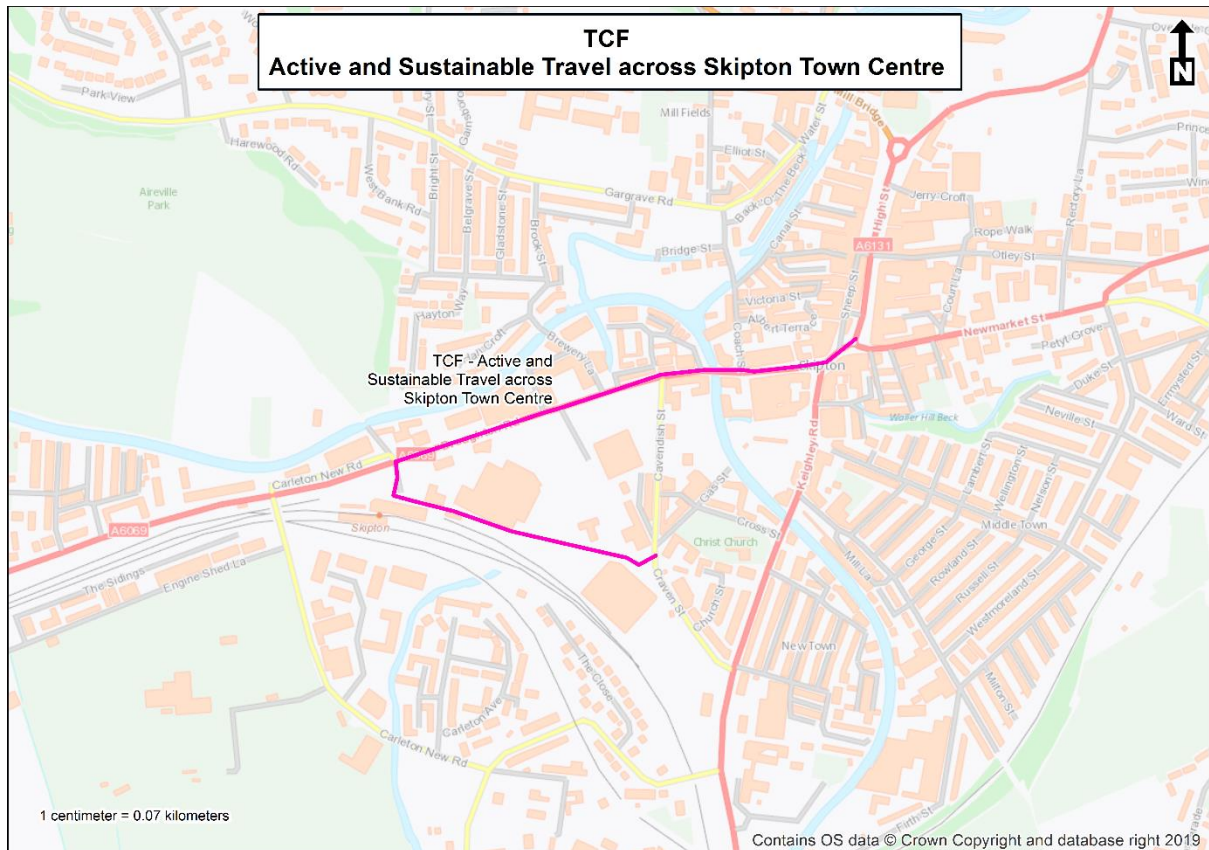 TCF
Active and Sustainable Travel across Skipton Town Centre
N
Park View
Harewood Rd
West Bank Rd
Bright St
Belgrave St
Gladstone St
Brook St
Mill Fields
Elliot St
Back O The Beck
Water St
Mill Bridge
Canal St
Gargrave Rd
Bridge St
High St
A6131
Jerry-Croft
Rope Walk
Otley St
Rectory La
Court La
Sheep St
Aireville
Park
Victoria St
Coach St
Newmarket St
Petyt Grove
Skipton
Duke St
Ermysted St
Ward St
Neville St
Waller Hill Beck
Brewery La
TCF - Active and
Sustainable Travel across
Skipton Town Centre
Carleton New Rd
A6069
Skipton
Cavendish St
Gas St
Cross St
Christ Church
Keighley Rd
Lambert St
Wellington St
Nelson St
Middle Town
George St
Rowland St
Russell St
Westmoreland St
Mill La
Milton St
The Sidings
Engine Shed La
Craven St
Church St
New Town
The Close
Carleton Ave
Carleton New Rd
Firth St
1 centimeter = 0.07 kilometers
Contains OS data © Crown Copyright and database right 2019